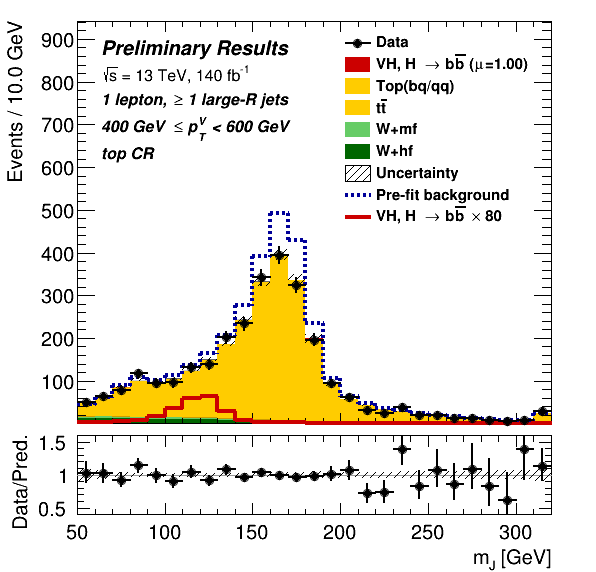 Preliminary Results
√s = 13 TeV, 140 fb⁻¹
1 lepton, ≥ 1 large-R jets
400 GeV ≤ p_T^V < 600 GeV
top CR
Data
VH, H → bb̅ (μ=1.00)
Top(bq/qq)
tt̅
W+mf
W+hf
Uncertainty
Pre-fit background
VH, H → bb̅ × 80
Events / 10.0 GeV
900
800
700
600
500
400
300
200
100
Data/Pred.
1.5
1
0.5
50 100 150 200 250 300
m_J [GeV]